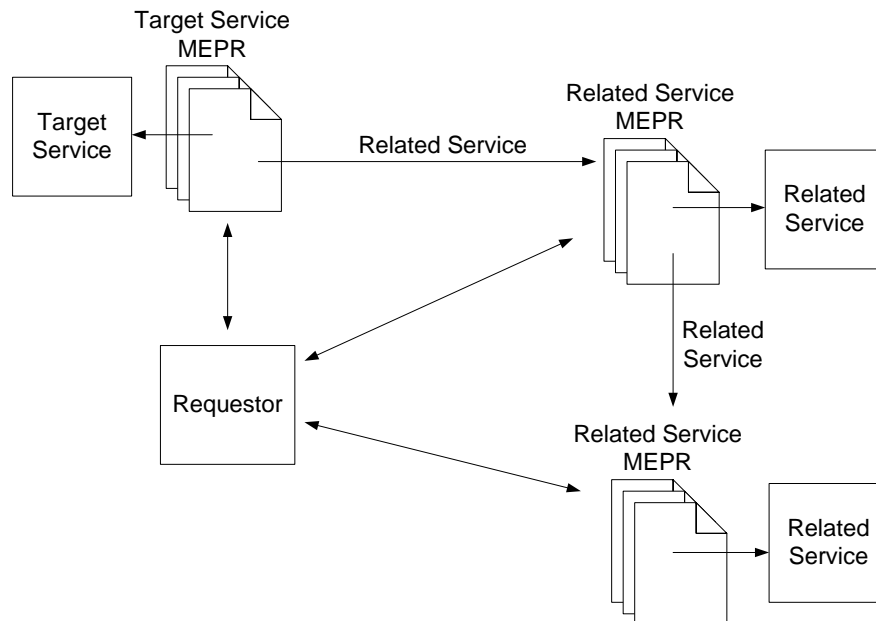 Target Service
MEPR
Target
Service
Related Service
Related Service
MEPR
Related
Service
Related
Service
Requestor
Related Service
MEPR
Related
Service